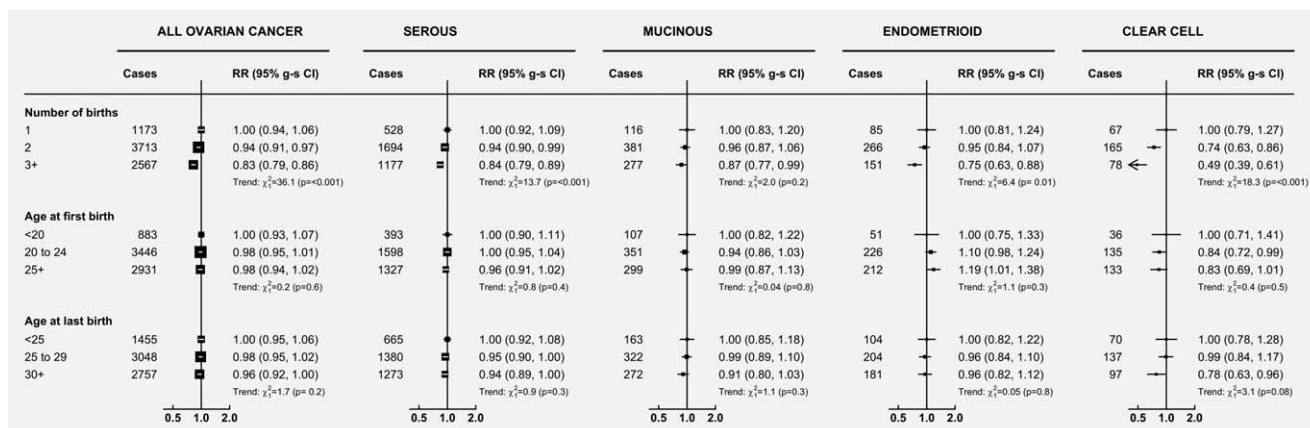 ALL OVARIAN CANCER SEROUS MUCINOUS ENDOMETRIOID CLEAR CELL
Cases RR (95% g-s CI) Cases RR (95% g-s CI) Cases RR (95% g-s CI) Cases RR (95% g-s CI) Cases RR (95% g-s CI)
Number of births
1 1173 1.00 (0.94, 1.06) 528 1.00 (0.92, 1.09) 116 1.00 (0.83, 1.20) 85 1.00 (0.81, 1.24) 67 1.00 (0.79, 1.27)
2 3713 0.94 (0.91, 0.97) 1694 0.94 (0.90, 0.99) 381 0.96 (0.87, 1.06) 266 0.95 (0.84, 1.07) 165 0.74 (0.63, 0.86)
3+ 2567 0.83 (0.79, 0.86) 1177 0.84 (0.79, 0.89) 277 0.87 (0.77, 0.99) 151 0.75 (0.63, 0.88) 78 0.49 (0.39, 0.61)
Trend: χ²₁=36.1 (p=<0.001) Trend: χ²₁=13.7 (p=<0.001) Trend: χ²₁=2.0 (p=0.2) Trend: χ²₁=6.4 (p= 0.01) Trend: χ²₁=18.3 (p=<0.001)
Age at first birth
<20 883 1.00 (0.93, 1.07) 393 1.00 (0.90, 1.11) 107 1.00 (0.82, 1.22) 51 1.00 (0.75, 1.33) 36 1.00 (0.71, 1.41)
20 to 24 3446 0.98 (0.95, 1.01) 1598 1.00 (0.95, 1.04) 351 0.94 (0.86, 1.03) 226 1.10 (0.98, 1.24) 135 0.84 (0.72, 0.99)
25+ 2931 0.98 (0.94, 1.02) 1327 0.96 (0.91, 1.02) 299 0.99 (0.87, 1.13) 212 1.19 (1.01, 1.38) 133 0.83 (0.69, 1.01)
Trend: χ²₁=0.2 (p=0.6) Trend: χ²₁=0.8 (p=0.4) Trend: χ²₁=0.04 (p=0.8) Trend: χ²₁=1.1 (p=0.3) Trend: χ²₁=0.4 (p=0.5)
Age at last birth
<25 1455 1.00 (0.95, 1.06) 665 1.00 (0.92, 1.08) 163 1.00 (0.85, 1.18) 104 1.00 (0.82, 1.22) 70 1.00 (0.78, 1.28)
25 to 29 3048 0.98 (0.95, 1.02) 1380 0.95 (0.90, 1.00) 322 0.99 (0.89, 1.10) 204 0.96 (0.84, 1.10) 137 0.99 (0.84, 1.17)
30+ 2757 0.96 (0.92, 1.00) 1273 0.94 (0.89, 1.00) 272 0.91 (0.80, 1.03) 181 0.96 (0.82, 1.12) 97 0.78 (0.63, 0.96)
Trend: χ²₁=1.7 (p= 0.2) Trend: χ²₁=0.9 (p=0.3) Trend: χ²₁=1.1 (p=0.3) Trend: χ²₁=0.05 (p=0.8) Trend: χ²₁=3.1 (p=0.08)
0.5 1.0 2.0 0.5 1.0 2.0 0.5 1.0 2.0 0.5 1.0 2.0 0.5 1.0 2.0